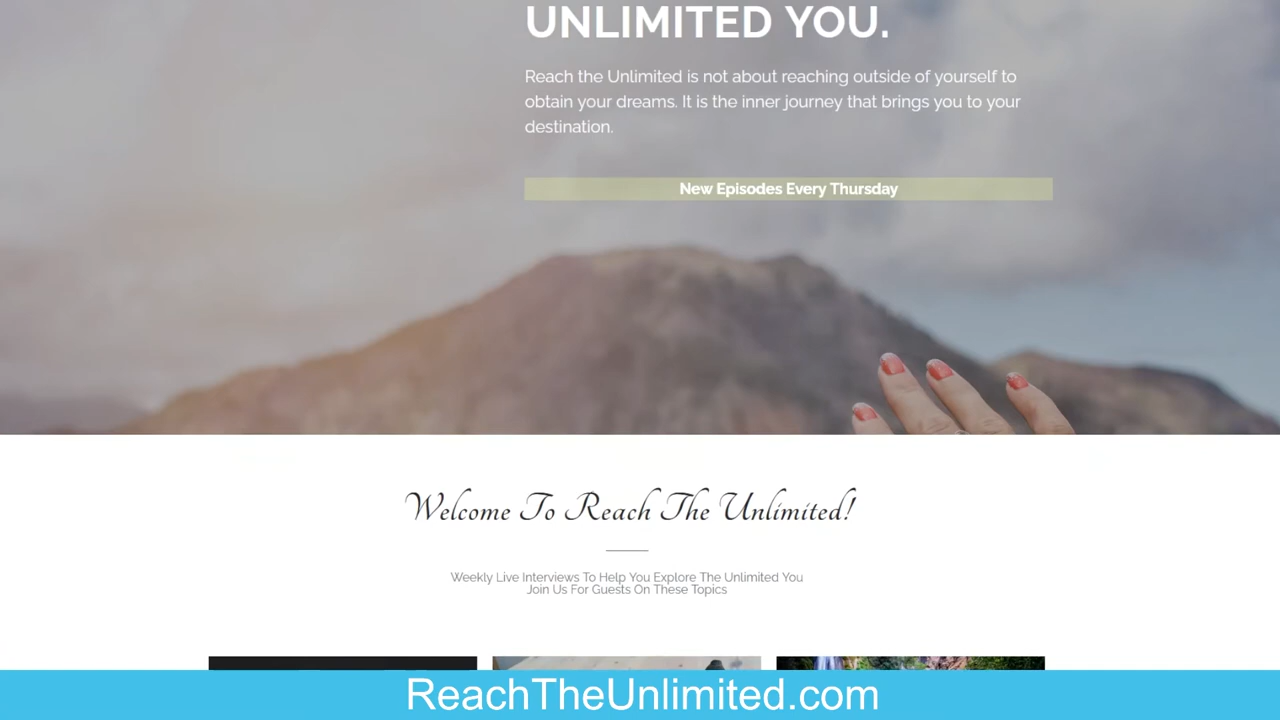 UNLIMITED YOU.
Reach the Unlimited is not about reaching outside of yourself to
obtain your dreams. It is the inner journey that brings you to your
destination.
New Episodes Every Thursday
Welcome To Reach The Unlimited!
Weekly Live Interviews To Help You Explore The Unlimited You
Join Us For Guests On These Topics
ReachTheUnlimited.com